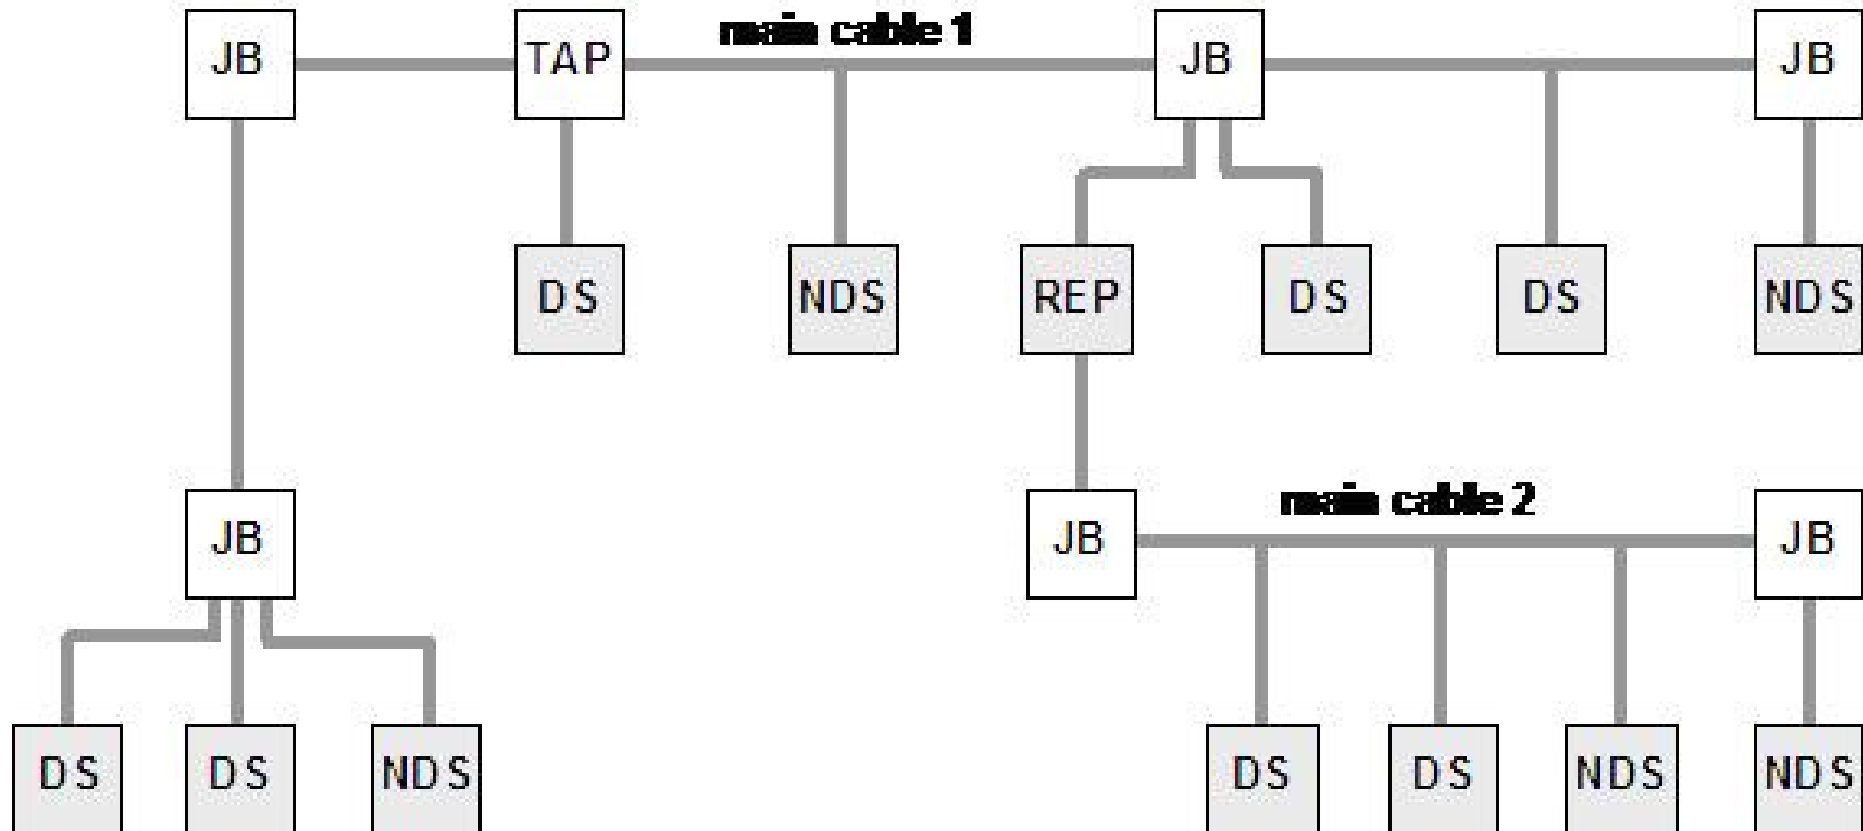 main cable 1
JB TAP JB JB
DS NDS REP DS DS NDS
main cable 2
JB JB JB
DS DS NDS DS DS NDS NDS